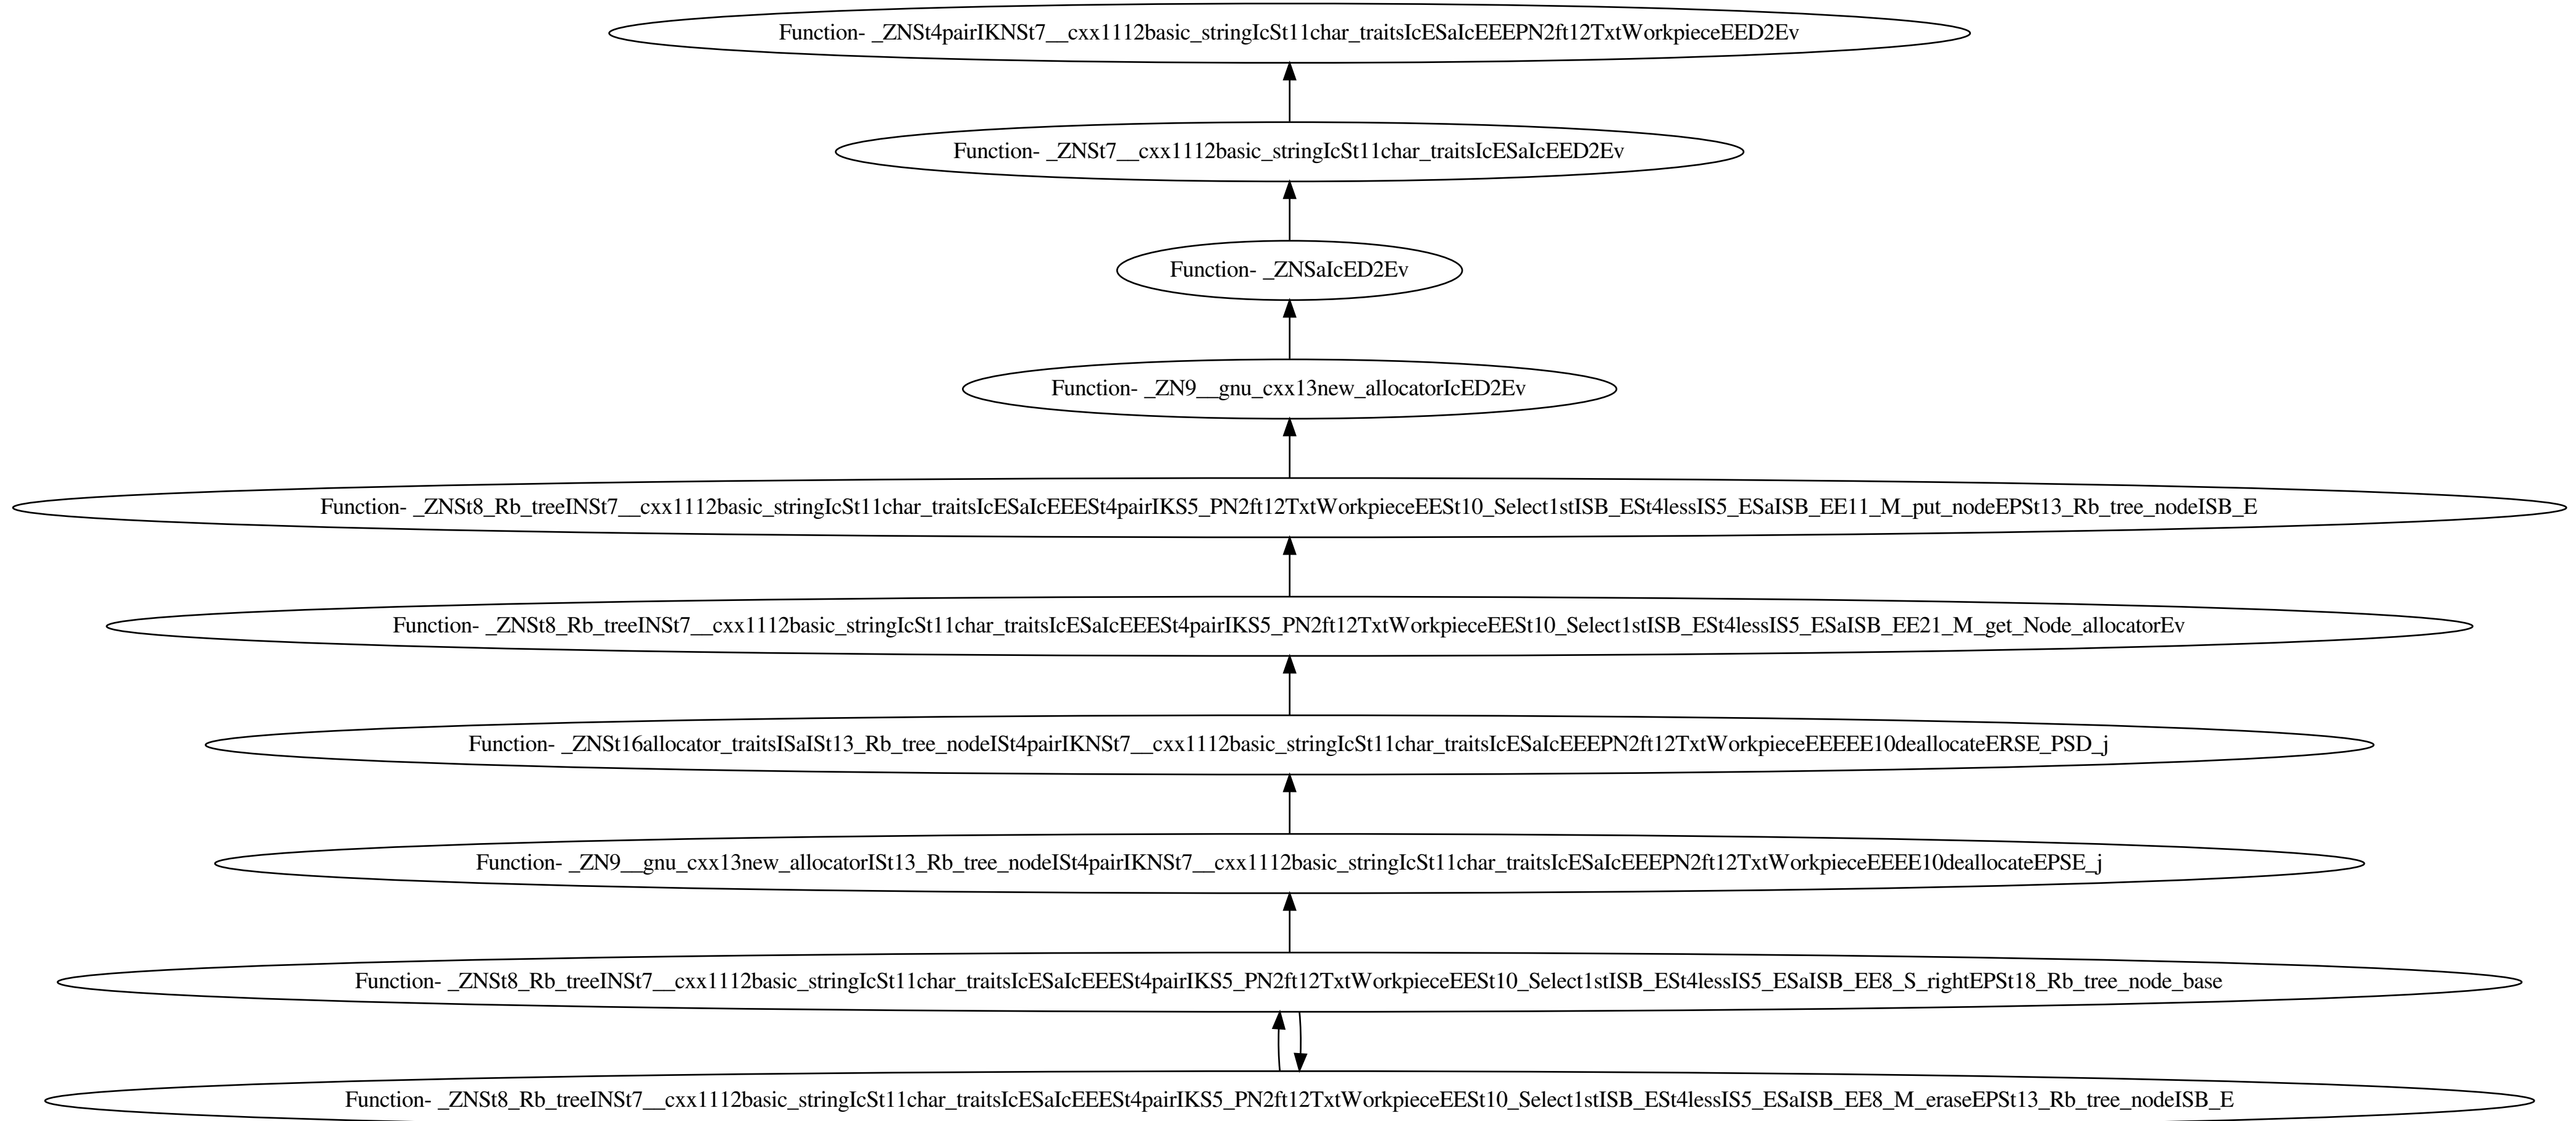 Function- _ZNSt4pairIKNSt7__cxx1112basic_stringIcSt11char_traitsIcESaIcEEEPN2ft12TxtWorkpieceEED2Ev
Function- _ZNSt7__cxx1112basic_stringIcSt11char_traitsIcESaIcEED2Ev
Function- _ZNSaIcED2Ev
Function- _ZN9__gnu_cxx13new_allocatorIcED2Ev
Function- _ZNSt8_Rb_treeINSt7__cxx1112basic_stringIcSt11char_traitsIcESaIcEEESt4pairIKS5_PN2ft12TxtWorkpieceEESt10_Select1stISB_ESt4lessIS5_ESaISB_EE11_M_put_nodeEPSt13_Rb_tree_nodeISB_E
Function- _ZNSt8_Rb_treeINSt7__cxx1112basic_stringIcSt11char_traitsIcESaIcEEESt4pairIKS5_PN2ft12TxtWorkpieceEESt10_Select1stISB_ESt4lessIS5_ESaISB_EE21_M_get_Node_allocatorEv
Function- _ZNSt16allocator_traitsISaISt13_Rb_tree_nodeISt4pairIKNSt7__cxx1112basic_stringIcSt11char_traitsIcESaIcEEEPN2ft12TxtWorkpieceEEEEE10deallocateERSE_PSD_j
Function- _ZN9__gnu_cxx13new_allocatorISt13_Rb_tree_nodeISt4pairIKNSt7__cxx1112basic_stringIcSt11char_traitsIcESaIcEEEPN2ft12TxtWorkpieceEEEE10deallocateEPSE_j
Function- _ZNSt8_Rb_treeINSt7__cxx1112basic_stringIcSt11char_traitsIcESaIcEEESt4pairIKS5_PN2ft12TxtWorkpieceEESt10_Select1stISB_ESt4lessIS5_ESaISB_EE8_S_rightEPSt18_Rb_tree_node_base
Function- _ZNSt8_Rb_treeINSt7__cxx1112basic_stringIcSt11char_traitsIcESaIcEEESt4pairIKS5_PN2ft12TxtWorkpieceEESt10_Select1stISB_ESt4lessIS5_ESaISB_EE8_M_eraseEPSt13_Rb_tree_nodeISB_E